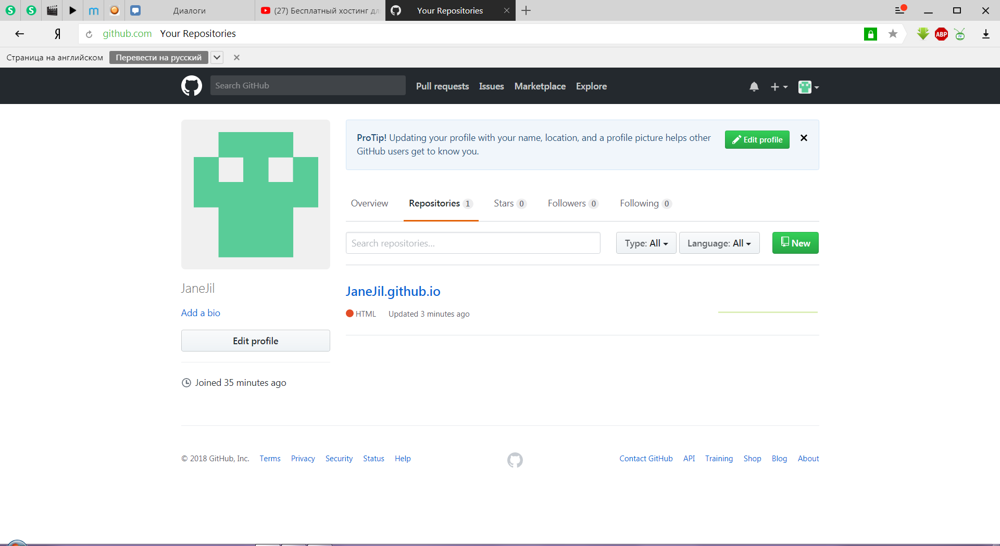 Диалоги
(27) Бесплатный хостинг дл
Your Repositories
Я
github.com Your Repositories
ABP
TV
Страница на английском Перевести на русский
Search GitHub Pull requests Issues Marketplace Explore
ProTip! Updating your profile with your name, location, and a profile picture helps other
GitHub users get to know you.
Edit profile
Overview Repositories 1 Stars 0 Followers 0 Following 0
Search repositories... Type: All Language: All New
JaneJil
Add a bio
Edit profile
Joined 35 minutes ago
JaneJil.github.io
HTML Updated 3 minutes ago
© 2018 GitHub, Inc. Terms Privacy Security Status Help
Contact GitHub API Training Shop Blog About